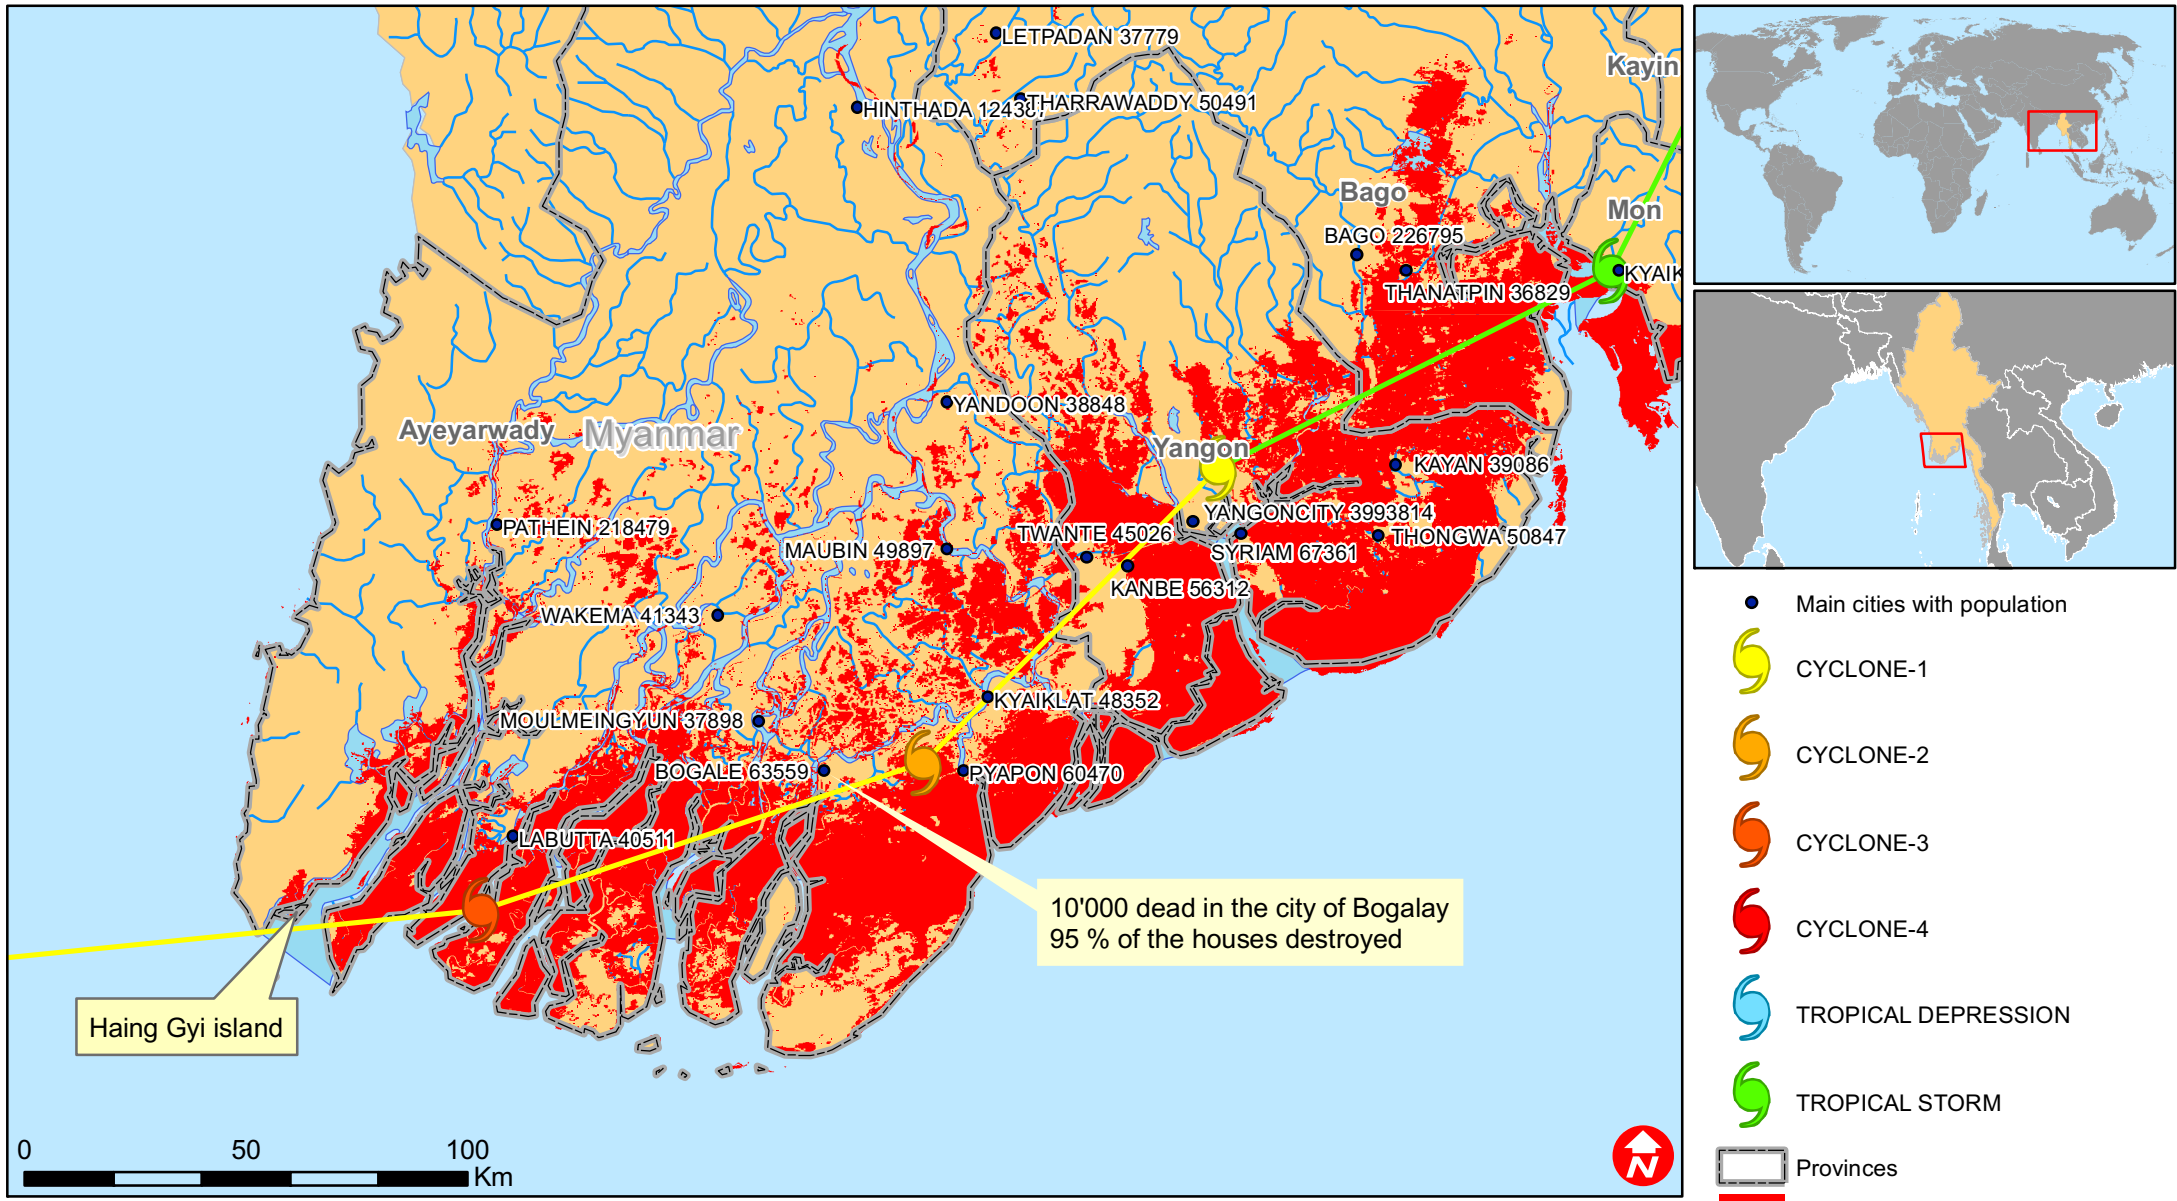 LETPADAN 37779
Kayin
HINTHADA 124387
THARRAWADDY 50491
Bago
Mon
BAGO 226795
KYAIK
THANATPIN 36829
YANDOON 38848
Ayeyarwady
Myanmar
Yangon
KAYAN 39086
PATHEIN 218479
YANGONCITY 3993814
TWANTE 45026
THONGWA 50847
MAUBIN 49897
SYRIAM 67361
KANBE 56312
WAKEMA 41343
KYAIKLAT 48352
MOULMEINGYUN 37898
BOGALE 63559
PYAPON 60470
LABUTTA 40511
10'000 dead in the city of Bogalay
95 % of the houses destroyed
Haing Gyi island
0 50 100
Km
N
Main cities with population
CYCLONE-1
CYCLONE-2
CYCLONE-3
CYCLONE-4
TROPICAL DEPRESSION
TROPICAL STORM
Provinces